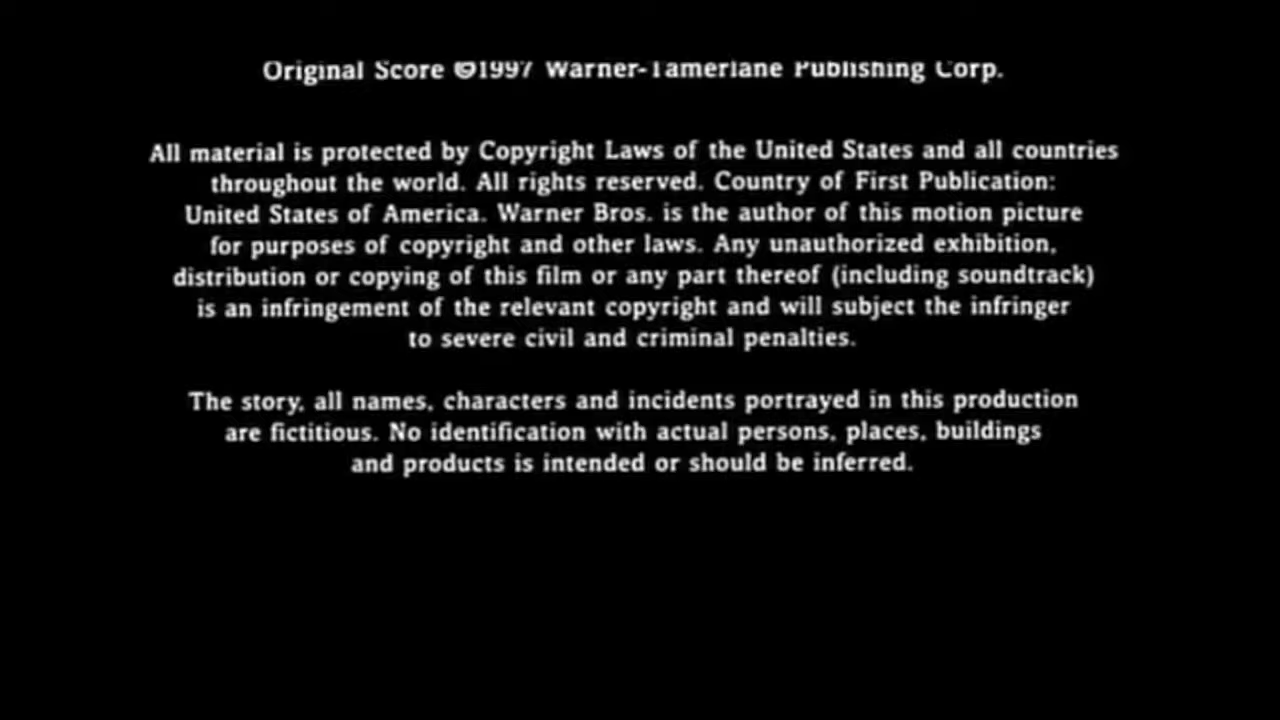 Original Score ©1997 Warner-Tamerlane Publishing Corp.
All material is protected by Copyright Laws of the United States and all countries
throughout the world. All rights reserved. Country of First Publication:
United States of America. Warner Bros. is the author of this motion picture
for purposes of copyright and other laws. Any unauthorized exhibition,
distribution or copying of this film or any part thereof (including soundtrack)
is an infringement of the relevant copyright and will subject the infringer
to severe civil and criminal penalties.
The story, all names, characters and incidents portrayed in this production
are fictitious. No identification with actual persons, places, buildings
and products is intended or should be inferred.